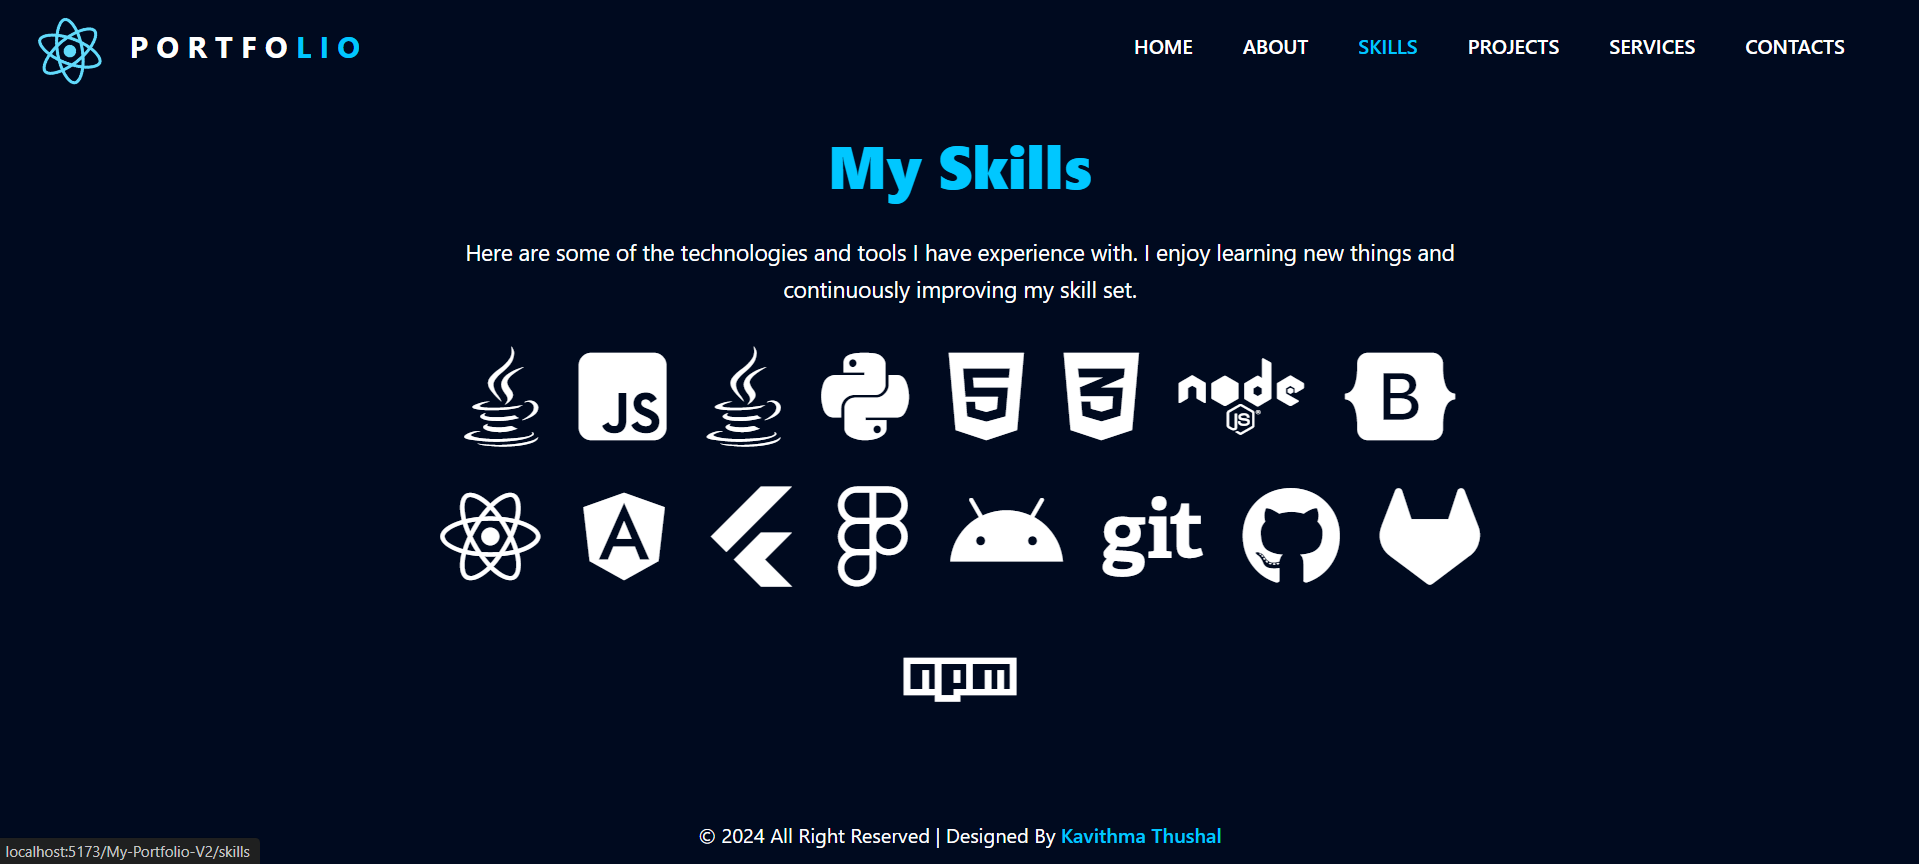 PORTFOLIO
HOME ABOUT SKILLS PROJECTS SERVICES CONTACTS
My Skills
Here are some of the technologies and tools I have experience with. I enjoy learning new things and
continuously improving my skill set.
JS 5 3 node JS ® B
A git
npm
© 2024 All Right Reserved | Designed By Kavithma Thushal
localhost:5173/My-Portfolio-V2/skills